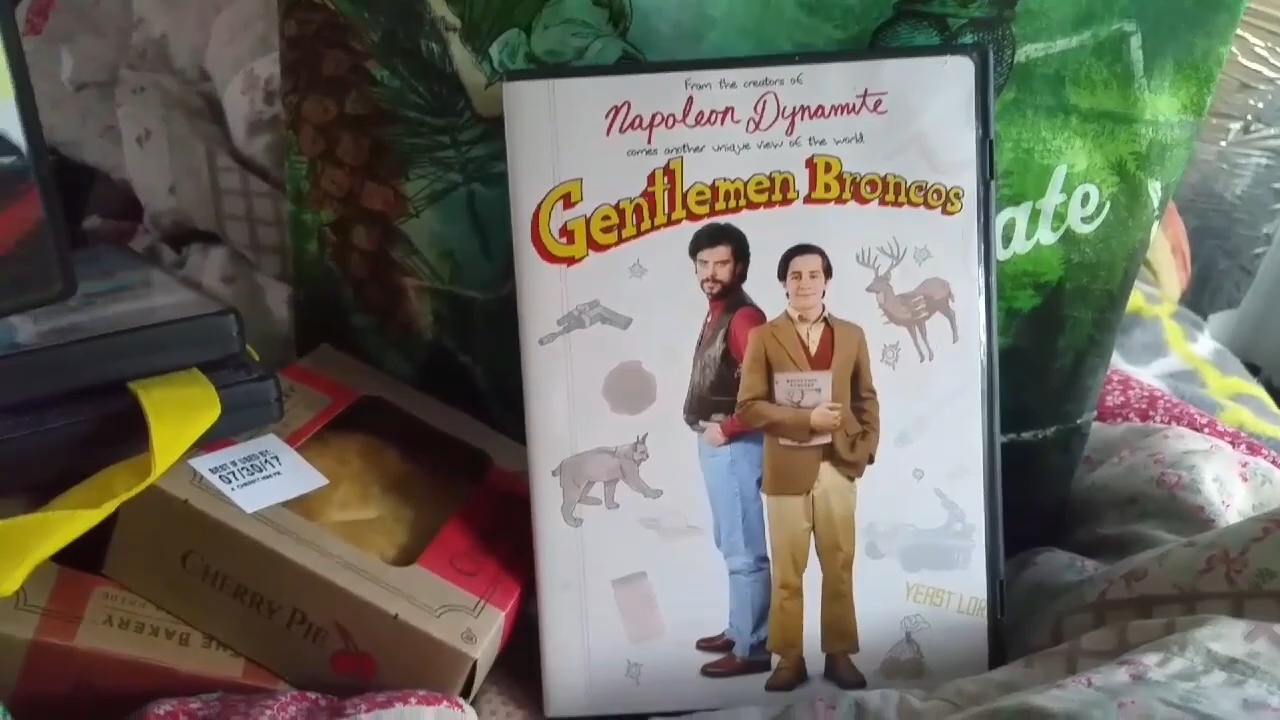 From the creators of
Napoleon Dynamite
comes another unique view of the world
Gentlemen Broncos
ate
BEST IF USED BY:
07/30/17
CHERRY PIE
THE BAKERY
YEAST LOR